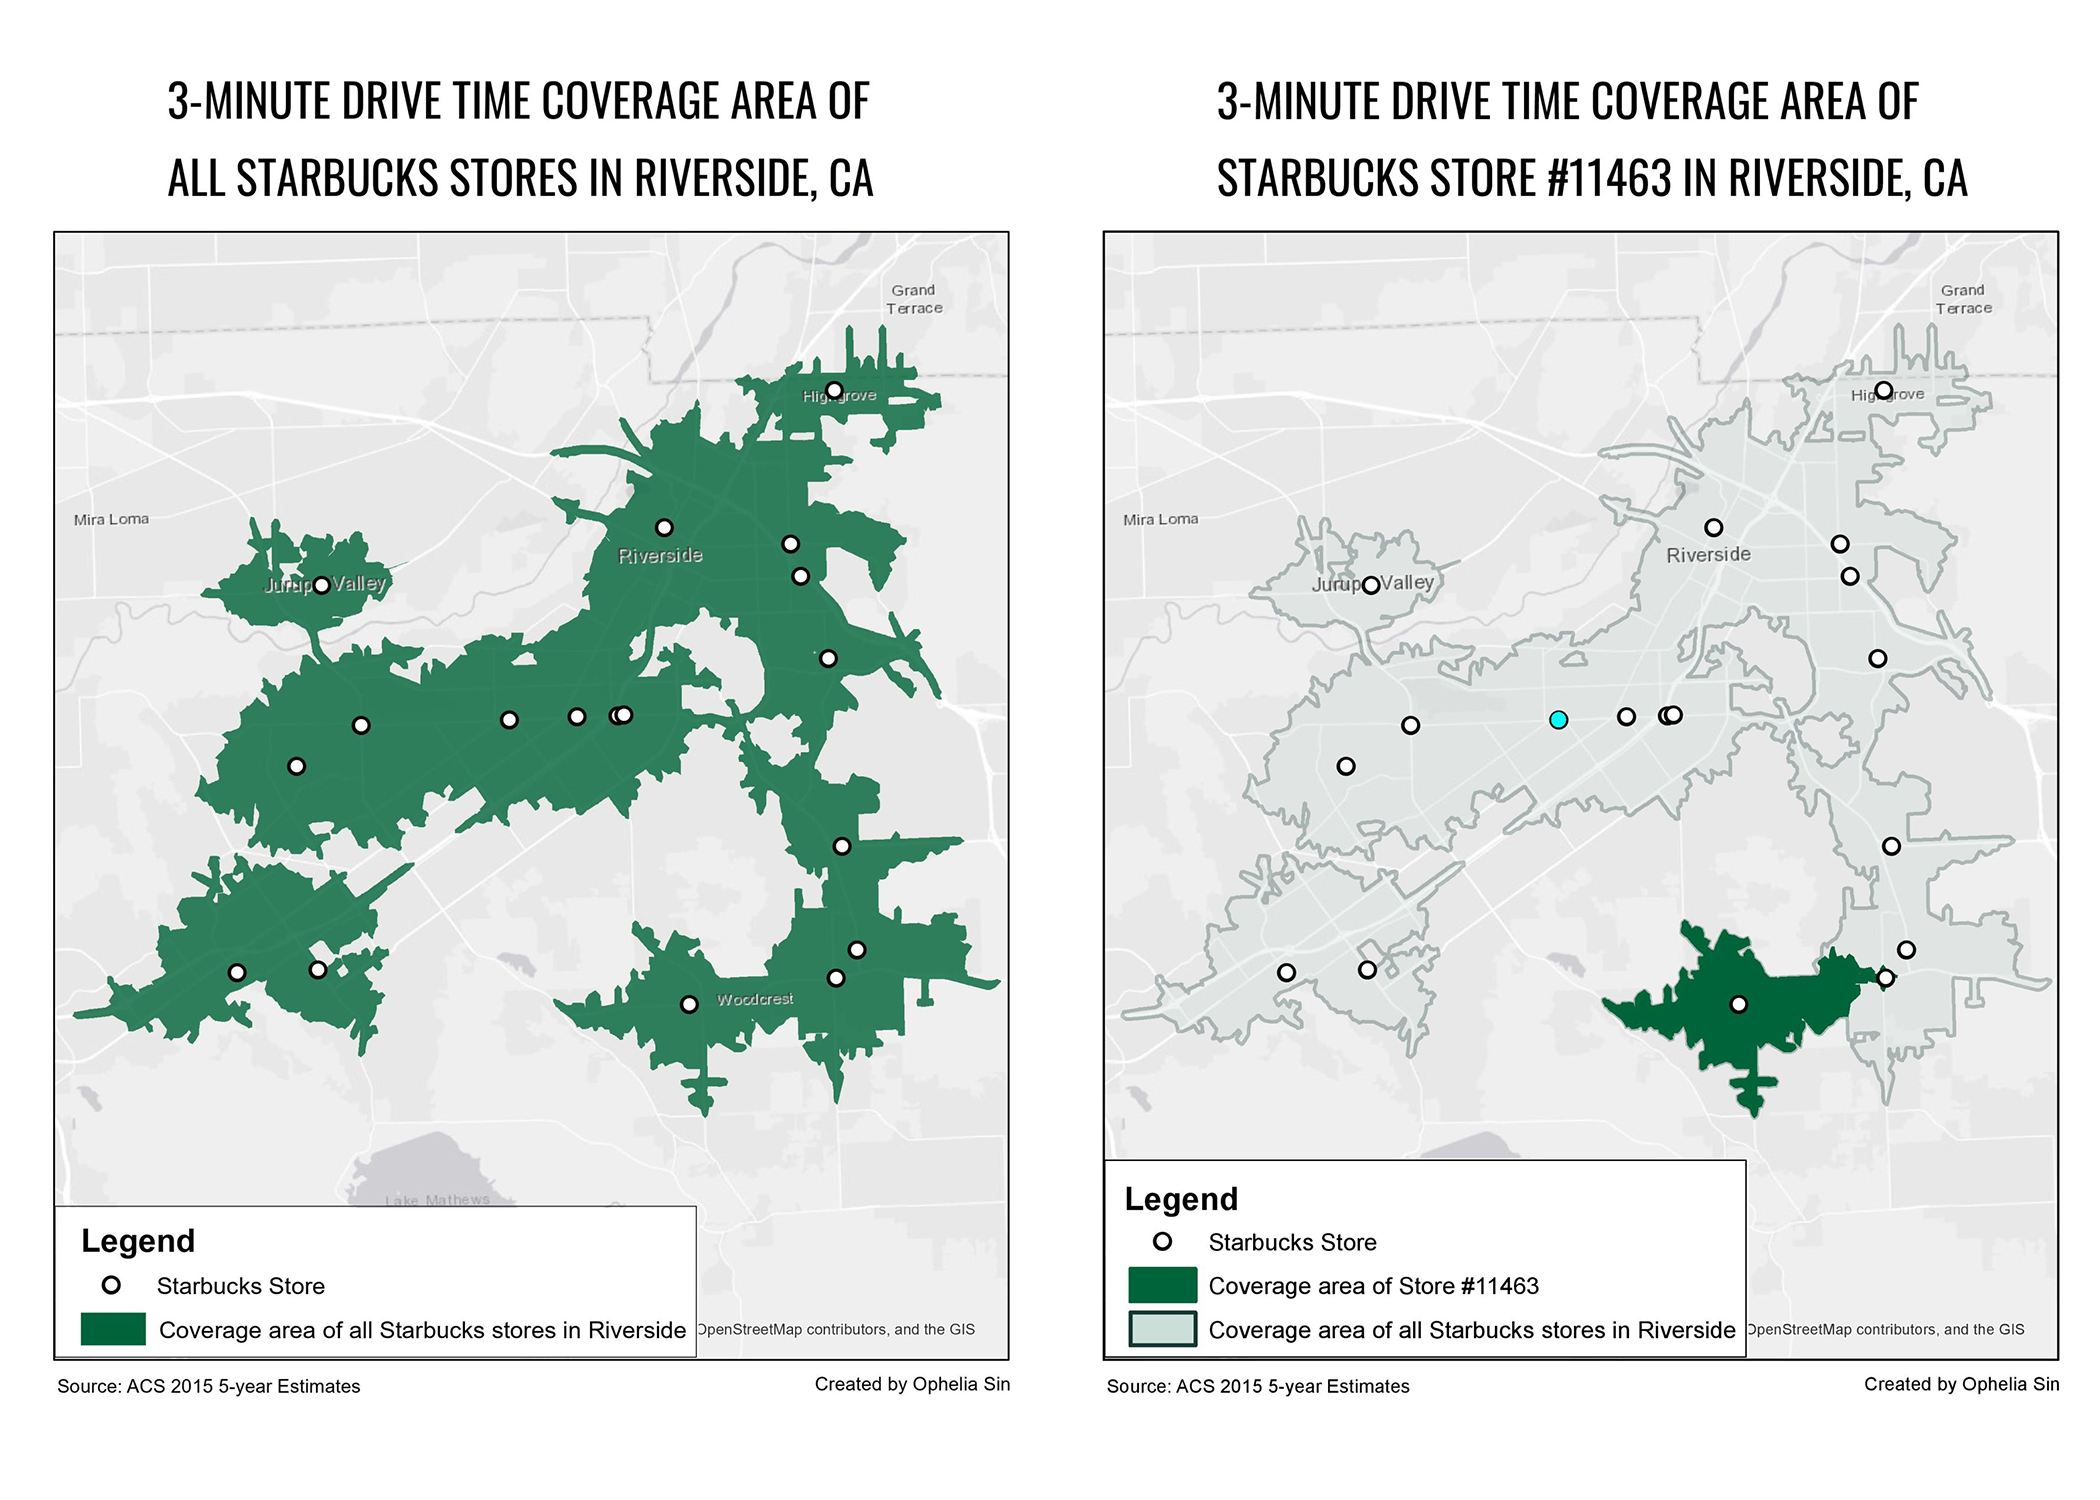 3-MINUTE DRIVE TIME COVERAGE AREA OF
ALL STARBUCKS STORES IN RIVERSIDE, CA
Grand
Terrace
Highgrove
Mira Loma
Riverside
Jurupa Valley
Woodcrest
Lake Mathews
Legend
Starbucks Store
Coverage area of all Starbucks stores in Riverside
OpenStreetMap contributors, and the GIS
Source: ACS 2015 5-year Estimates
Created by Ophelia Sin
3-MINUTE DRIVE TIME COVERAGE AREA OF
STARBUCKS STORE #11463 IN RIVERSIDE, CA
Grand
Terrace
Highgrove
Mira Loma
Riverside
Jurupa Valley
Legend
Starbucks Store
Coverage area of Store #11463
Coverage area of all Starbucks stores in Riverside
OpenStreetMap contributors, and the GIS
Source: ACS 2015 5-year Estimates
Created by Ophelia Sin